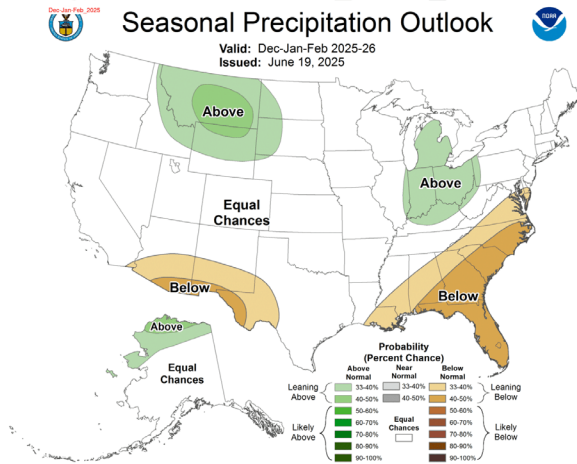 Dec-Jan-Feb_2025
Seasonal Precipitation Outlook
NOAA
Valid: Dec-Jan-Feb 2025-26
Issued: June 19, 2025
Above
Above
Equal
Chances
Below
Below
Above
Equal
Chances
Probability
(Percent Chance)
Above
Normal
Near
Normal
Below
Normal
Leaning
Above
33-40%
40-50%
33-40%
40-50%
33-40%
40-50%
Leaning
Below
Likely
Above
50-60%
60-70%
70-80%
80-90%
90-100%
Equal
Chances
50-60%
60-70%
70-80%
80-90%
90-100%
Likely
Below